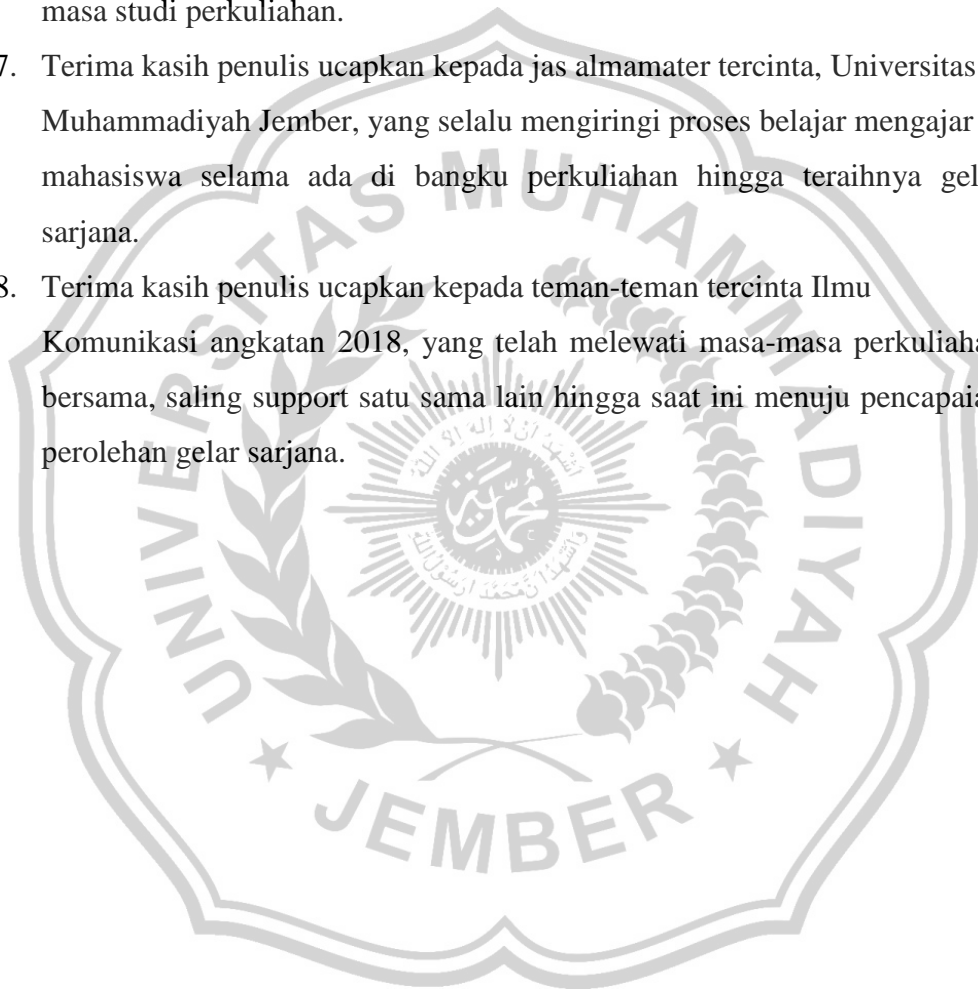 masa studi perkuliahan.
7. Terima kasih penulis ucapkan kepada jas almamater tercinta, Universitas
Muhammadiyah Jember, yang selalu mengiringi proses belajar mengajar
mahasiswa selama ada di bangku perkuliahan hingga teraihnya gel
sarjana.
8. Terima kasih penulis ucapkan kepada teman-teman tercinta Ilmu
Komunikasi angkatan 2018, yang telah melewati masa-masa perkuliaha
bersama, saling support satu sama lain hingga saat ini menuju pencapaia
perolehan gelar sarjana.
UNIVERSITAS MUHAMMADIYAH
JEMBER